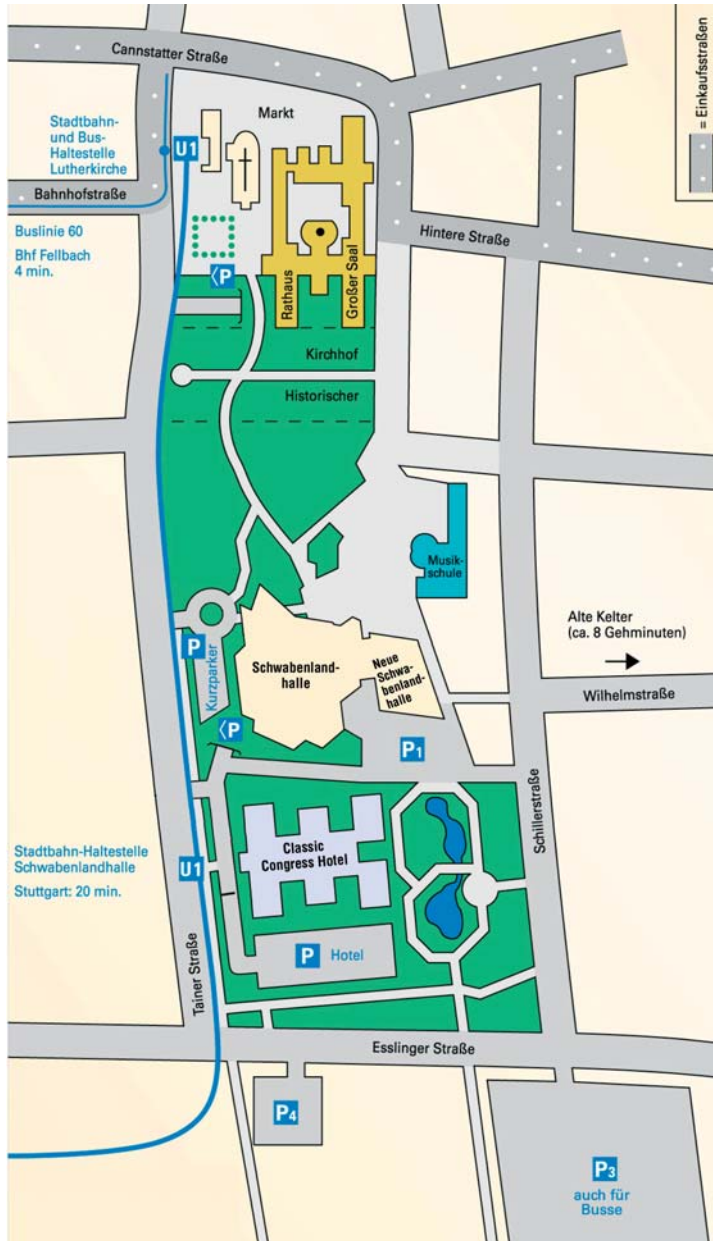 Cannstatter Straße
= Einkaufsstraßen
Markt
Stadtbahn-
und Bus-
Haltestelle
Lutherkirche
U1
Bahnhofstraße
Buslinie 60
Bhf Fellbach
4 min.
Hintere Straße
P
Rathaus
Großer Saal
Kirchhof
Historischer
Musik-
schule
Alte Kelter
(ca. 8 Gehminuten)
P
Kurzparker
Schwabenland-
halle
Neue
Schwa-
benland-
halle
Wilhelmstraße
P
P1
Schillerstraße
Classic
Congress Hotel
Stadtbahn-Haltestelle
Schwabenlandhalle
Stuttgart: 20 min.
U1
P Hotel
Tainer Straße
Esslinger Straße
P4
P3
auch für
Busse